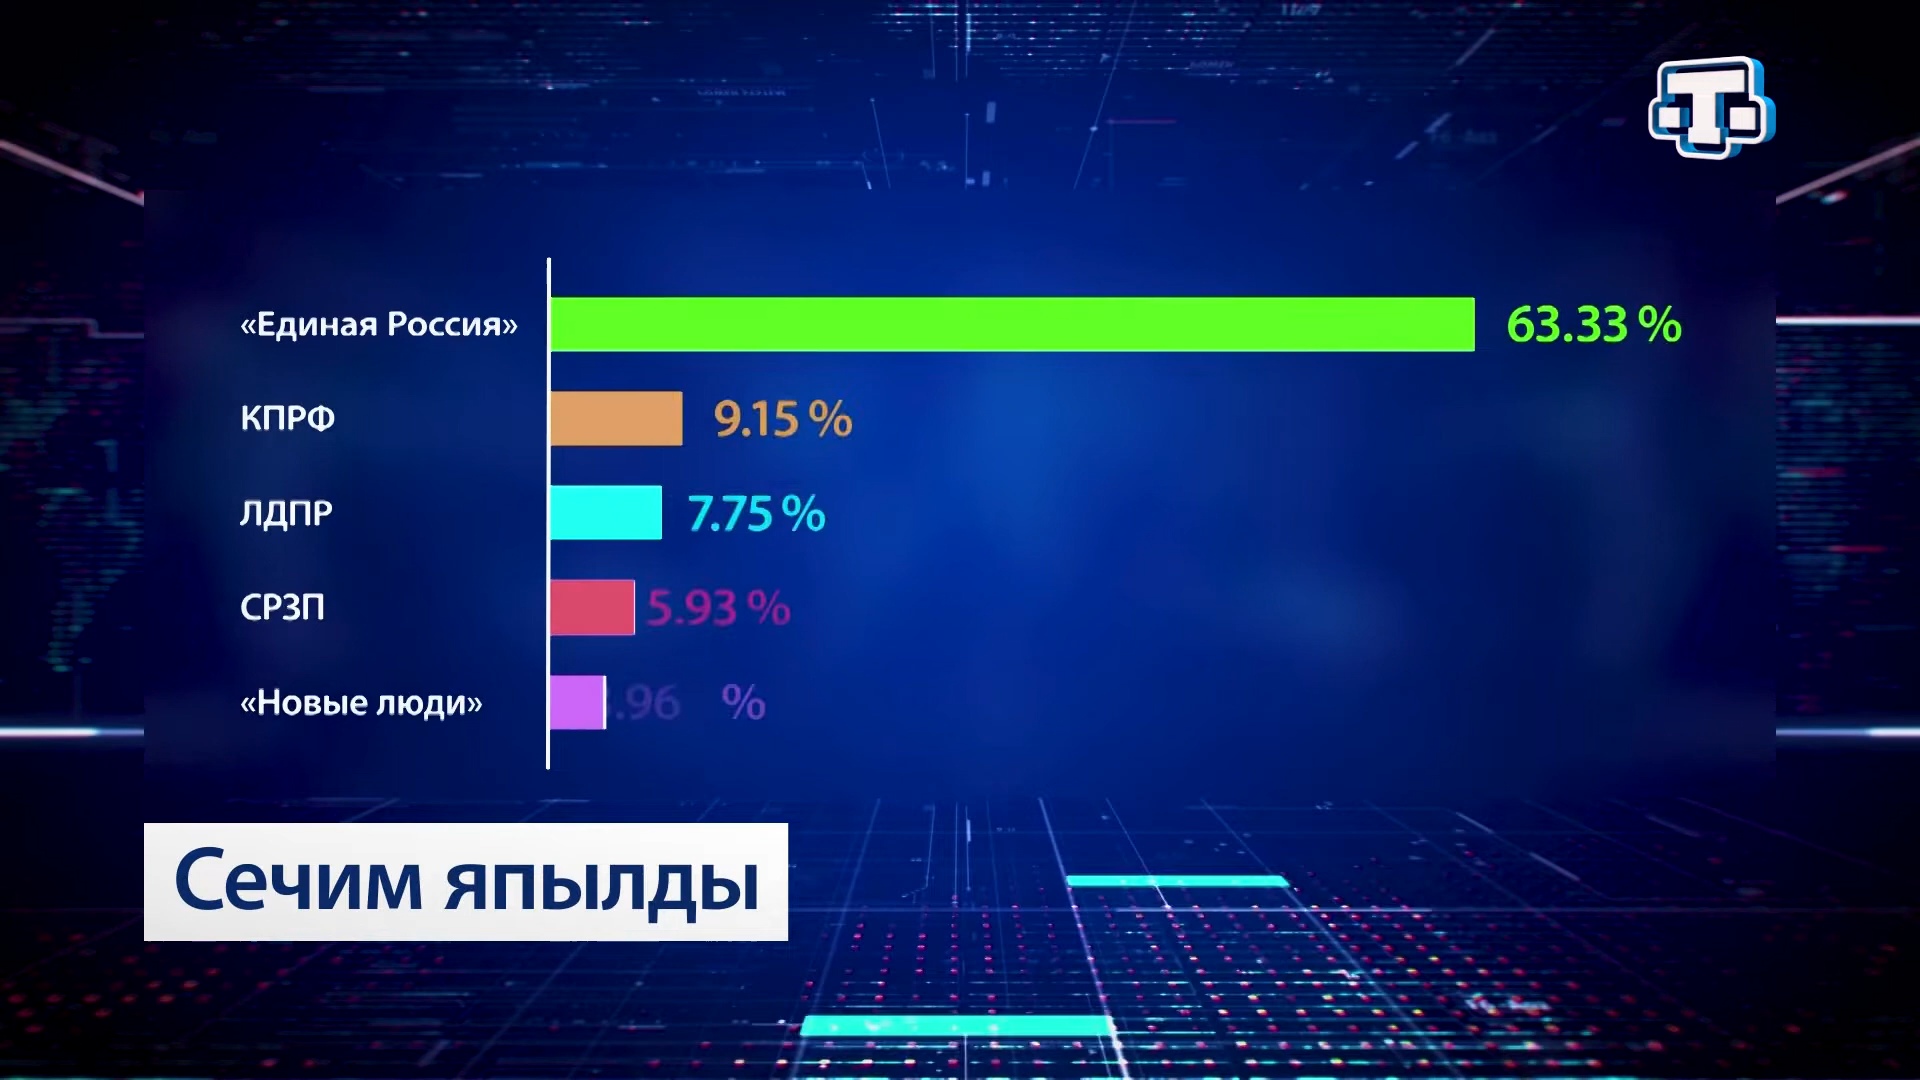 «Единая Россия» 63.33 %
КПРФ 9.15 %
ЛДПР 7.75 %
СРЗП 5.93 %
«Новые люди» %
Сечим япылды